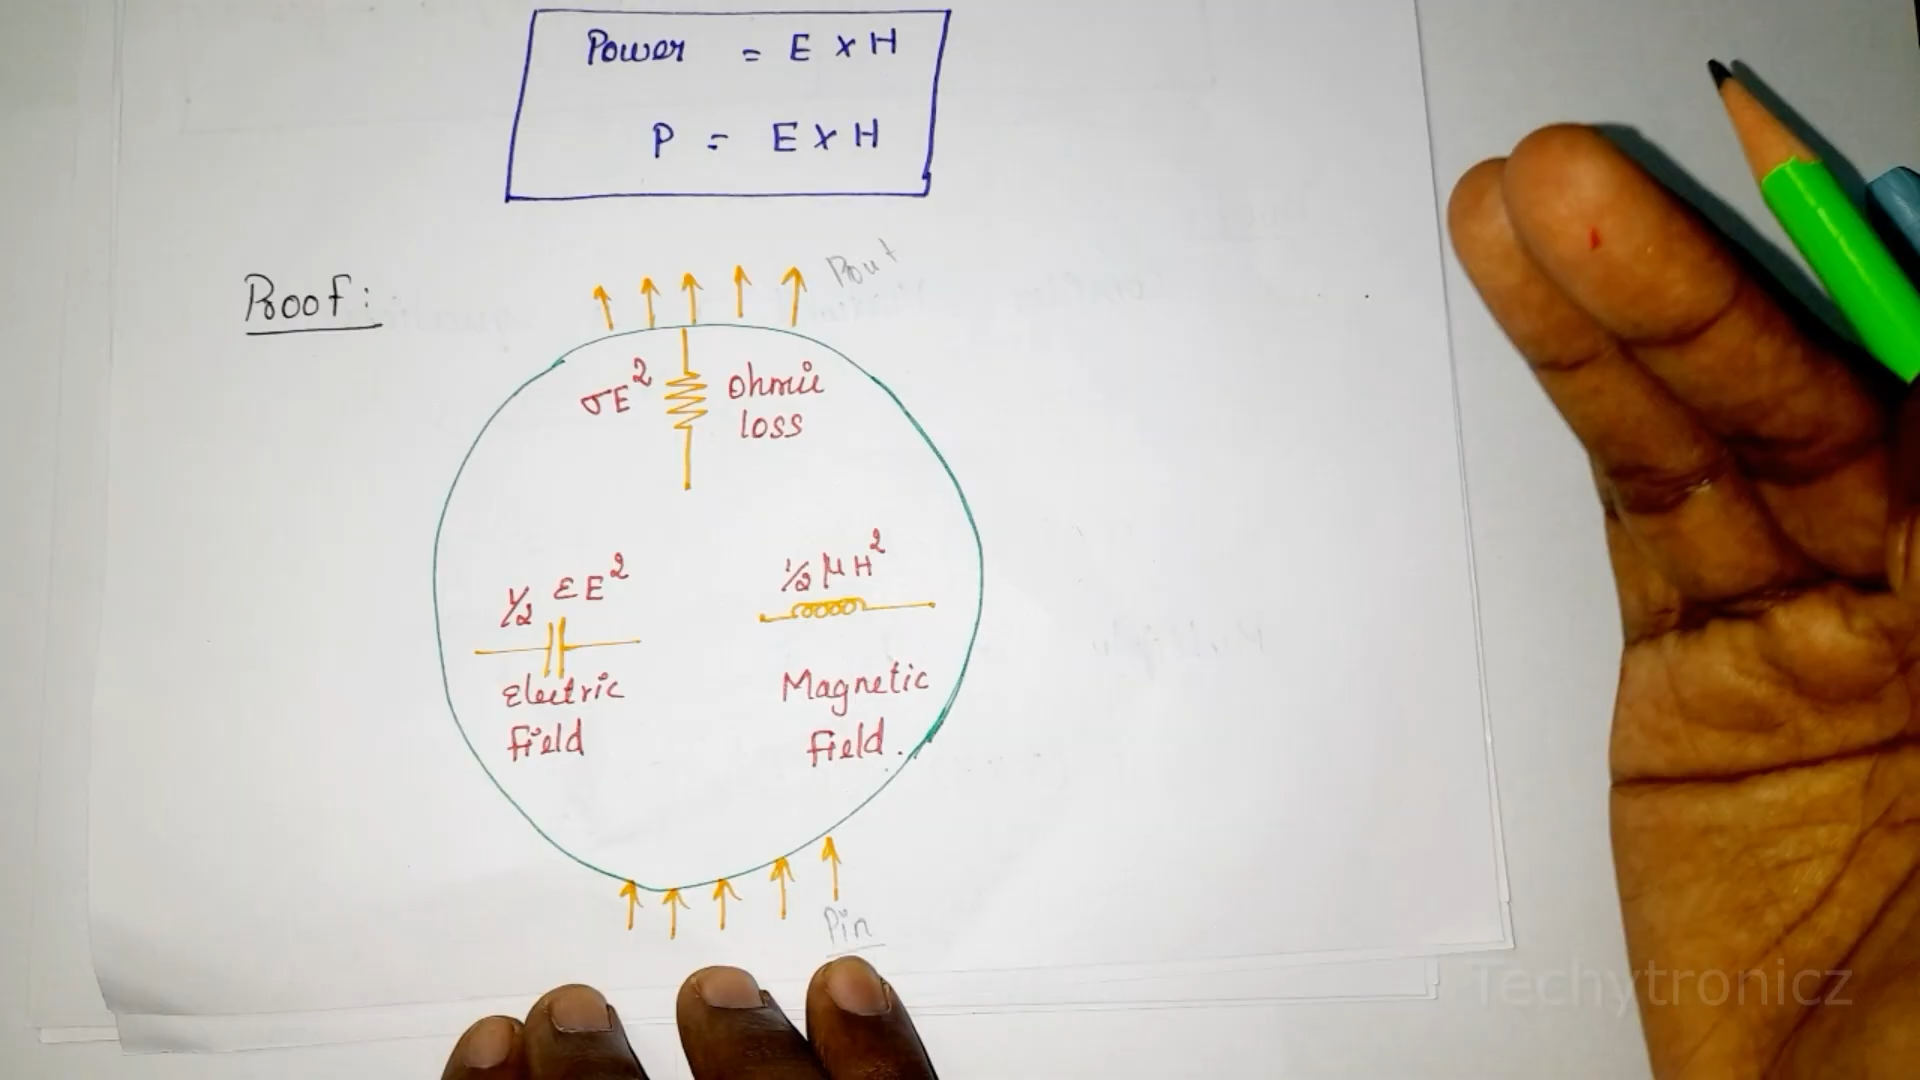 Power = E × H
P = E × H
Proof:
Pout
σE²
Ohmic
loss
½ εE²
½ μH²
Electric
field
Magnetic
field.
Pin
Techytronicz